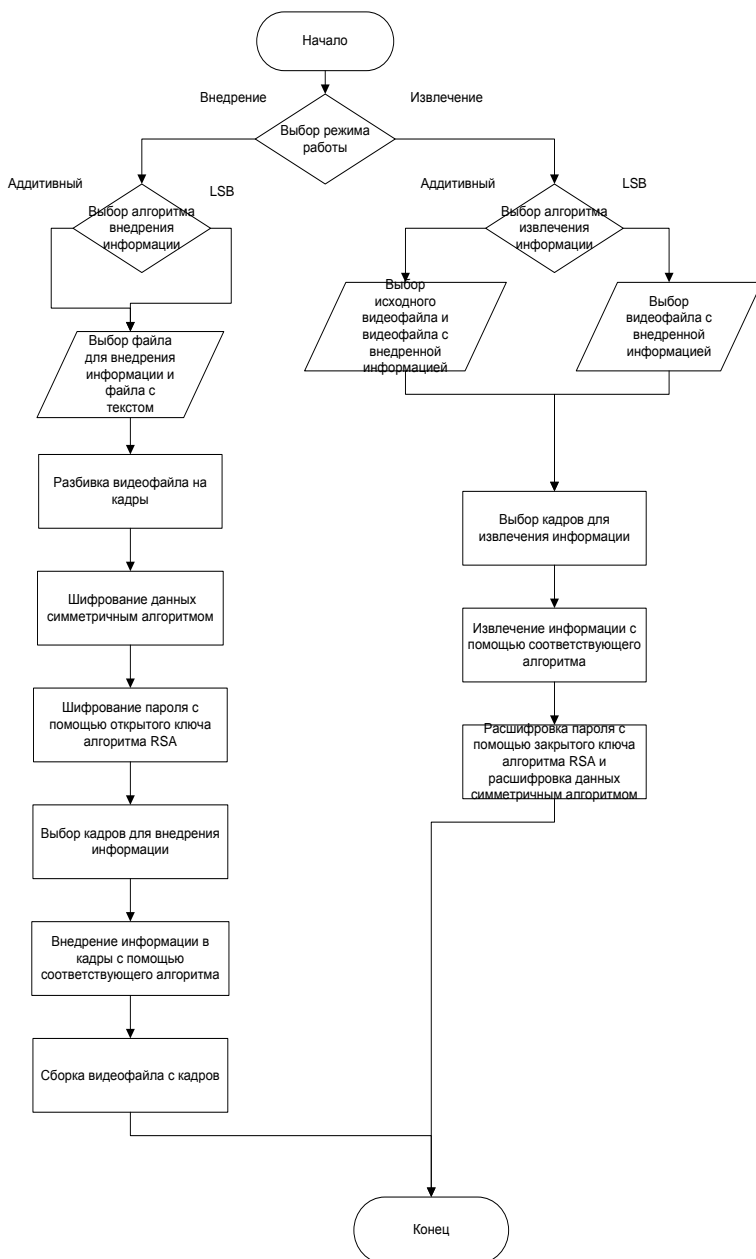 Начало
Внедрение
Извлечение
Выбор режима
работы
Аддитивный
LSB
Выбор алгоритма
внедрения
информации
Аддитивный
LSB
Выбор алгоритма
извлечения
информации
Выбор
исходного
видеофайла и
видеофайла с
внедренной
информацией
Выбор
видеофайла с
внедренной
информацией
Выбор файла
для внедрения
информации и
файла с
текстом
Разбивка видеофайла на
кадры
Шифрование данных
симметричным алгоритмом
Шифрование пароля с
помощью открытого ключа
алгоритма RSA
Выбор кадров для внедрения
информации
Внедрение информации в
кадры с помощью
соответствующего алгоритма
Сборка видеофайла с кадров
Выбор кадров для
извлечения информации
Извлечение информации с
помощью соответствующего
алгоритма
Расшифровка пароля с
помощью закрытого ключа
алгоритма RSA и
расшифровка данных
симметричным алгоритмом
Конец